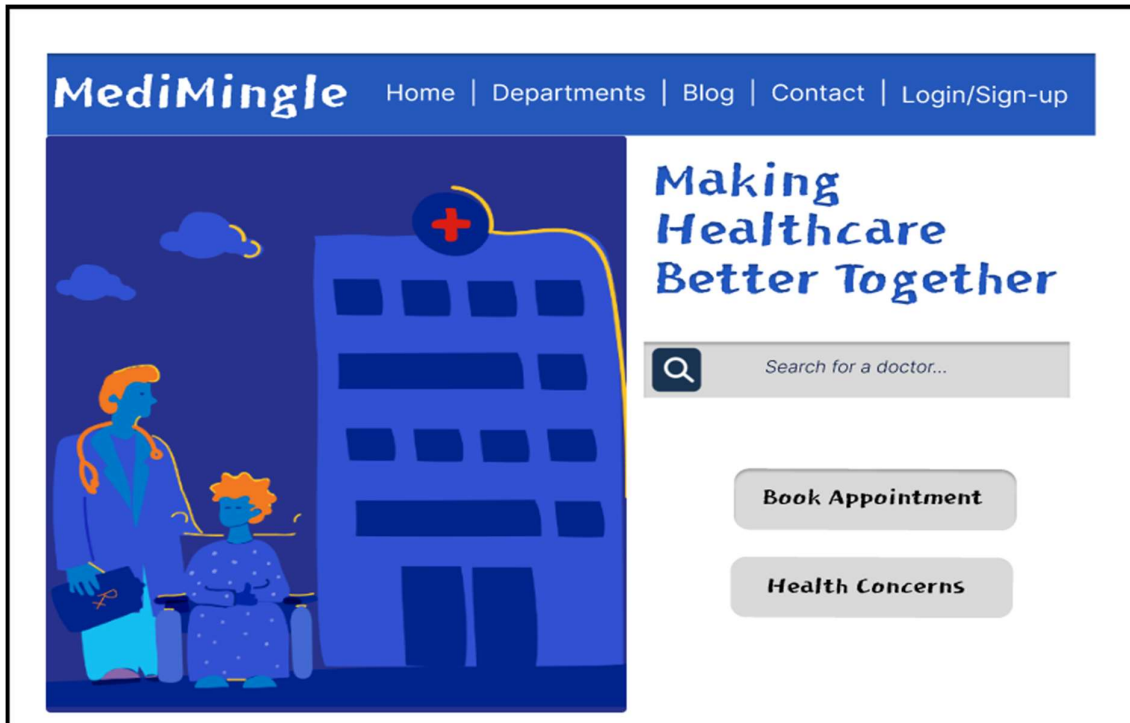 MediMingle Home | Departments | Blog | Contact | Login/Sign-up
Making
Healthcare
Better Together
Search for a doctor...
Book Appointment
Health Concerns
Rx